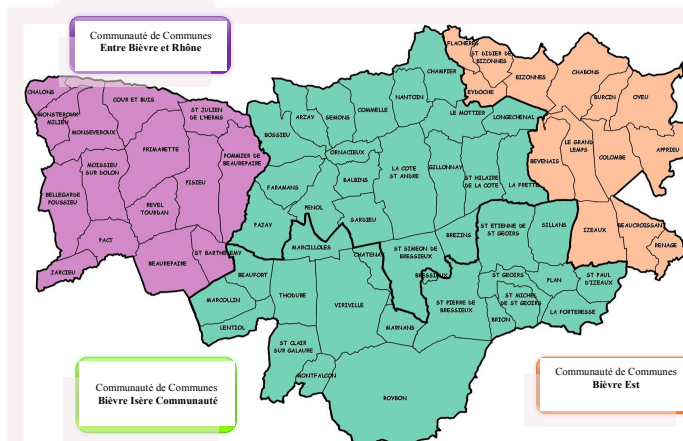 Communauté de Communes
Entre Bièvre et Rhône
FLACHERES
ST DIDIER DE
BIZONNES
CHAMPIER
BIZONNES
CHABONS
EYDOCHE
BURCIN
OYEU
CHALONS
COUR ET BUIS
MONSTEROUX
MILIEU
MONSEVEROUX
ST JULIEN
DE L'HERMS
ARZAY
SEMONS
COMMELLE
NANTOIN
LE MOTTIER
LONGECHENAL
BOSSIEU
PRIMARETTE
ORNACIEUX
BEVENAIS
LE GRAND
LEMPS
COLOMBE
APPRIEU
POMMIER DE
BEAUREPAIRE
MOISSIEU
SUR DOLON
PISIEU
BALBINS
LA COTE
ST ANDRE
GILLONNAY
ST HILAIRE
DE LA COTE
LA FRETTE
BELLEGARDE
POUSSIEU
FARAMANS
PENOL
REVEL
TOURDAN
PAJAY
SARDIEU
BREZINS
ST ETIENNE DE
ST GEOIRS
SILLANS
IZEAUX
BEAUCROISSANT
RENAGE
PACT
ST BARTHELEMY
MARCILLOLES
CHATENAY
ST SIMEON DE
BRESSIEUX
BEAUREPAIRE
JARCIEU
BEAUFORT
BRESSIEUX
ST GEOIRS
PLAN
ST PAUL
D'IZEAUX
MARCOLLIN
THODURE
VIRIVILLE
ST PIERRE DE
BRESSIEUX
ST MICHEL
DE ST GEOIRS
LA FORTERESSE
LENTIOL
MARNANS
BRION
ST CLAIR
SUR GALAURE
MONTFALCON
ROYBON
Communauté de Communes
Bièvre Isère Communauté
Communauté de Communes
Bièvre Est